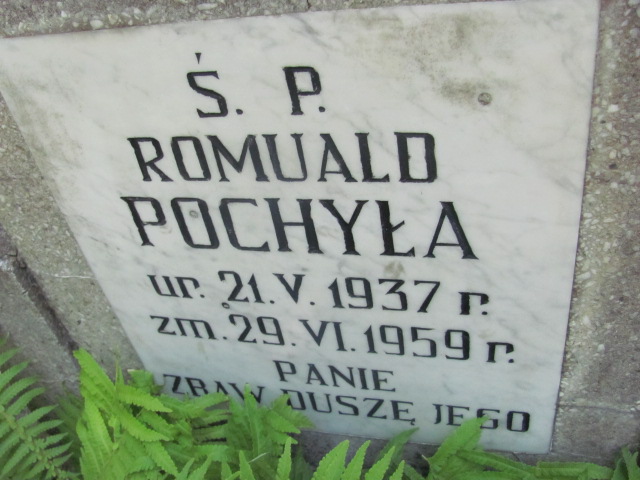 Ś. P.
ROMUALD
POCHYŁA
ur. 21. V. 1937 r.
zm. 29. VI. 1959 r.
PANIE
ZBAW DUSZĘ JEGO